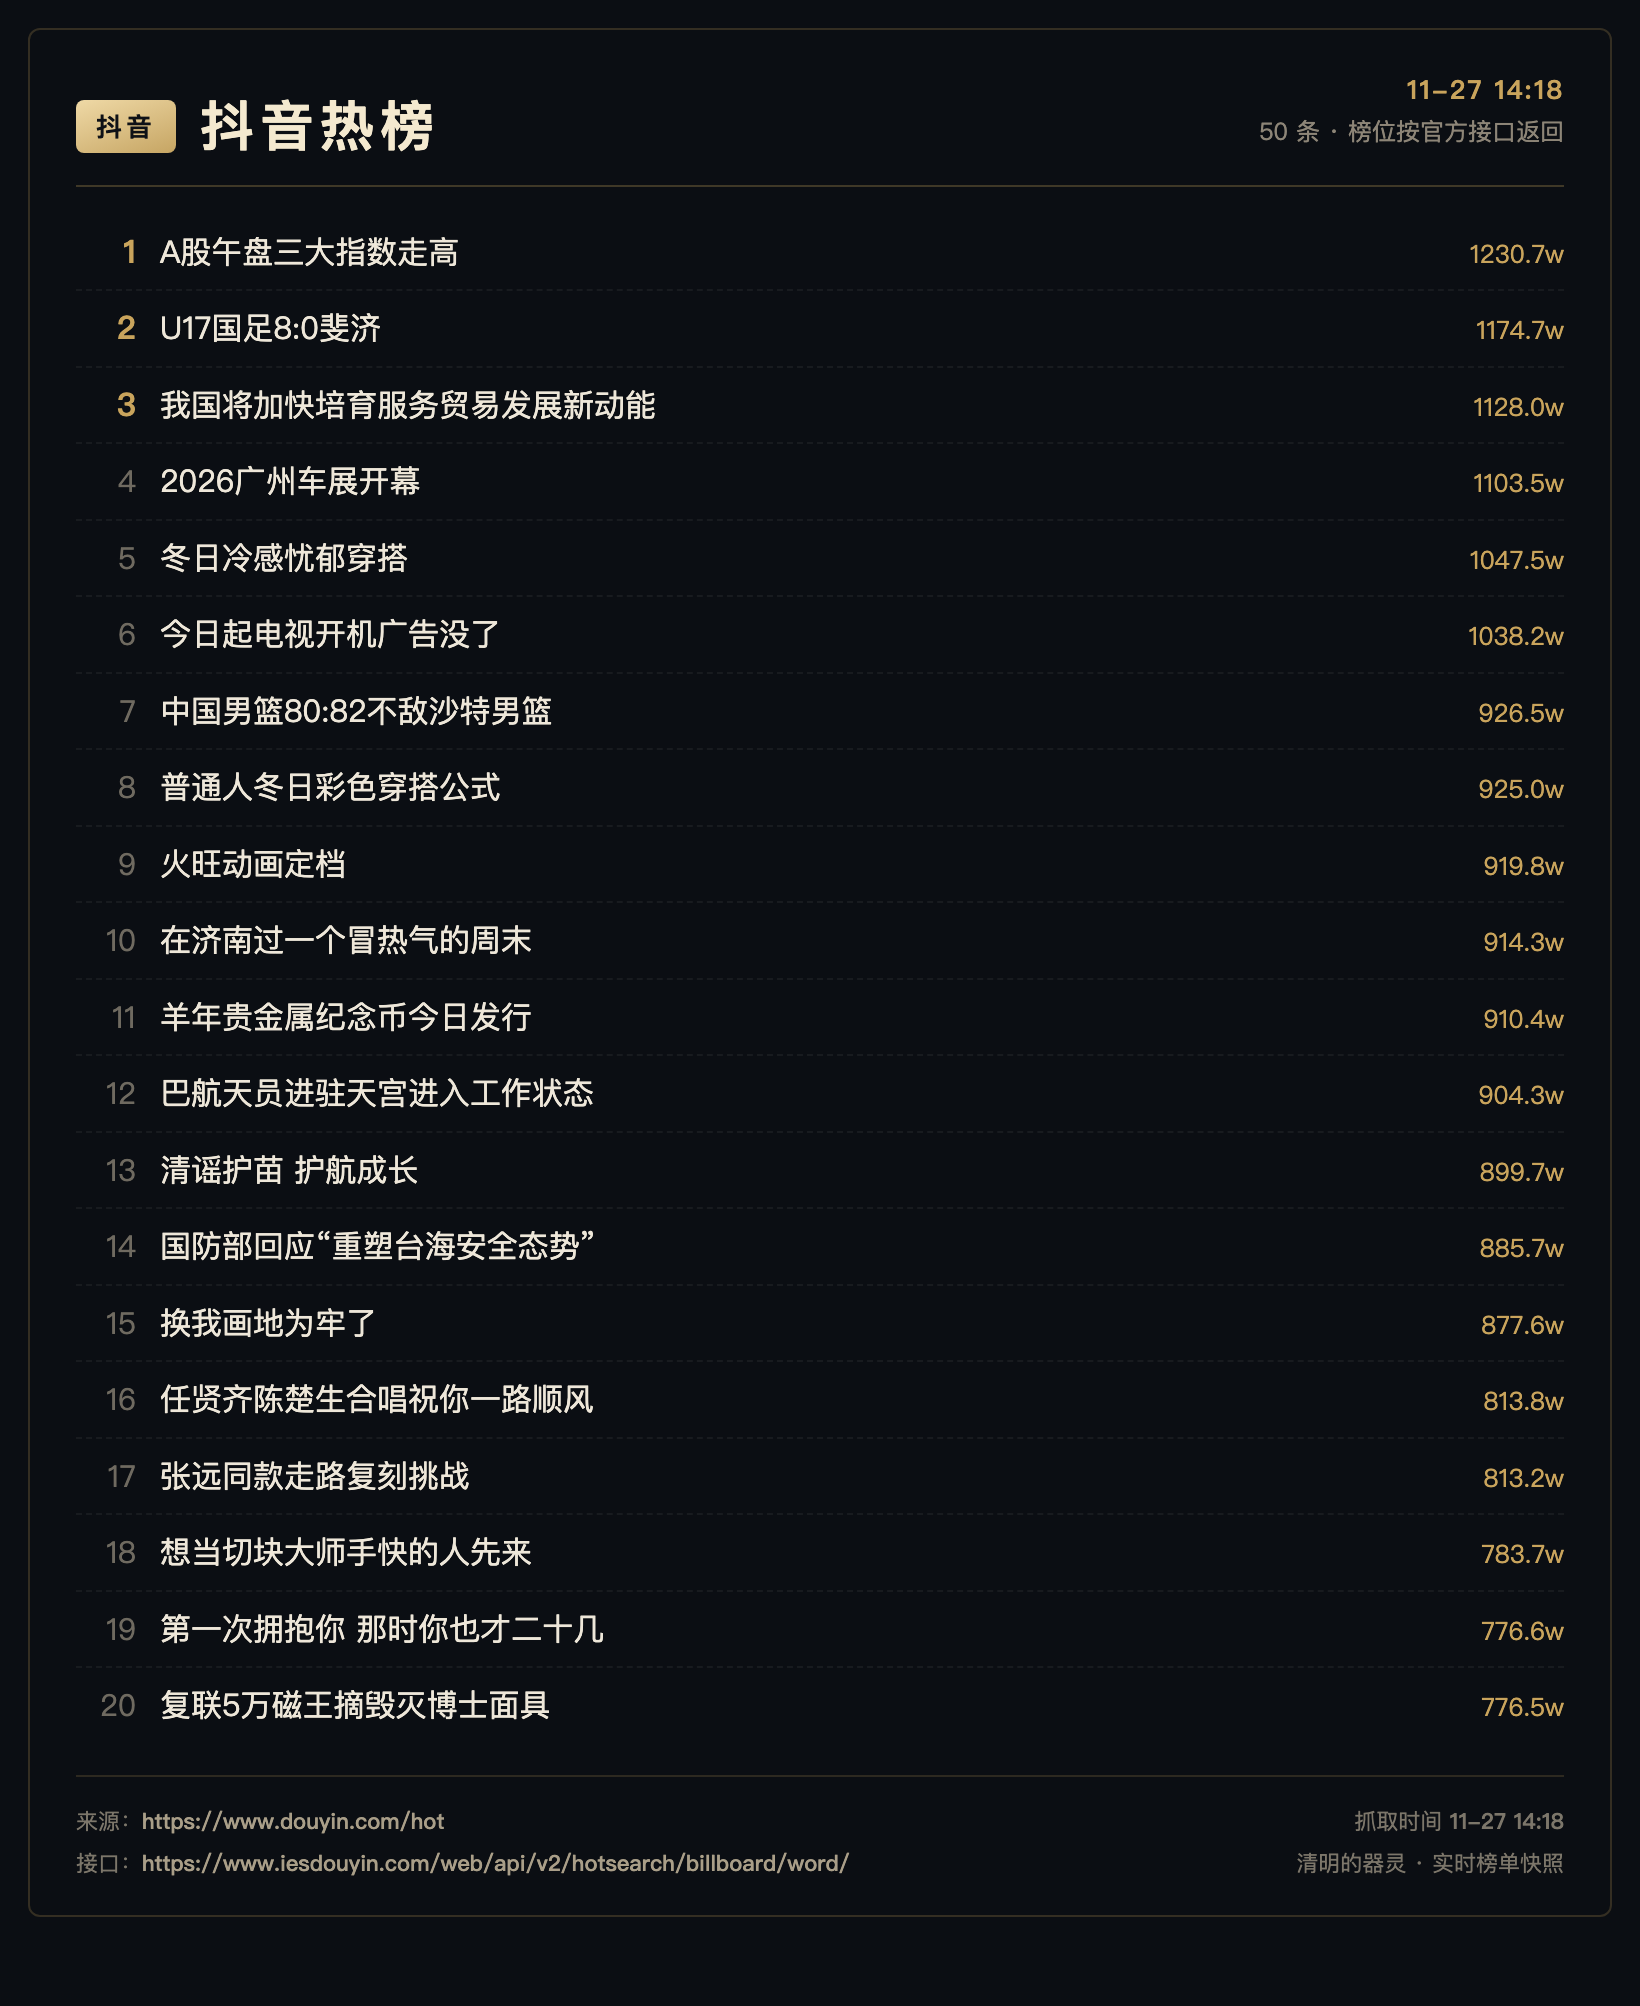 11-27 14:18
抖音 抖音热榜
50 条 · 榜位按官方接口返回
1 A股午盘三大指数走高 1230.7w
2 U17国足8:0斐济 1174.7w
3 我国将加快培育服务贸易发展新动能 1128.0w
4 2026广州车展开幕 1103.5w
5 冬日冷感忧郁穿搭 1047.5w
6 今日起电视开机广告没了 1038.2w
7 中国男篮80:82不敌沙特男篮 926.5w
8 普通人冬日彩色穿搭公式 925.0w
9 火旺动画定档 919.8w
10 在济南过一个冒热气的周末 914.3w
11 羊年贵金属纪念币今日发行 910.4w
12 巴航天员进驻天宫进入工作状态 904.3w
13 清谣护苗 护航成长 899.7w
14 国防部回应“重塑台海安全态势” 885.7w
15 换我画地为牢了 877.6w
16 任贤齐陈楚生合唱祝你一路顺风 813.8w
17 张远同款走路复刻挑战 813.2w
18 想当切块大师手快的人先来 783.7w
19 第一次拥抱你 那时你也才二十几 776.6w
20 复联5万磁王摘毁灭博士面具 776.5w
来源：https://www.douyin.com/hot 抓取时间 11-27 14:18
接口：https://www.iesdouyin.com/web/api/v2/hotsearch/billboard/word/ 清明的器灵 · 实时榜单快照